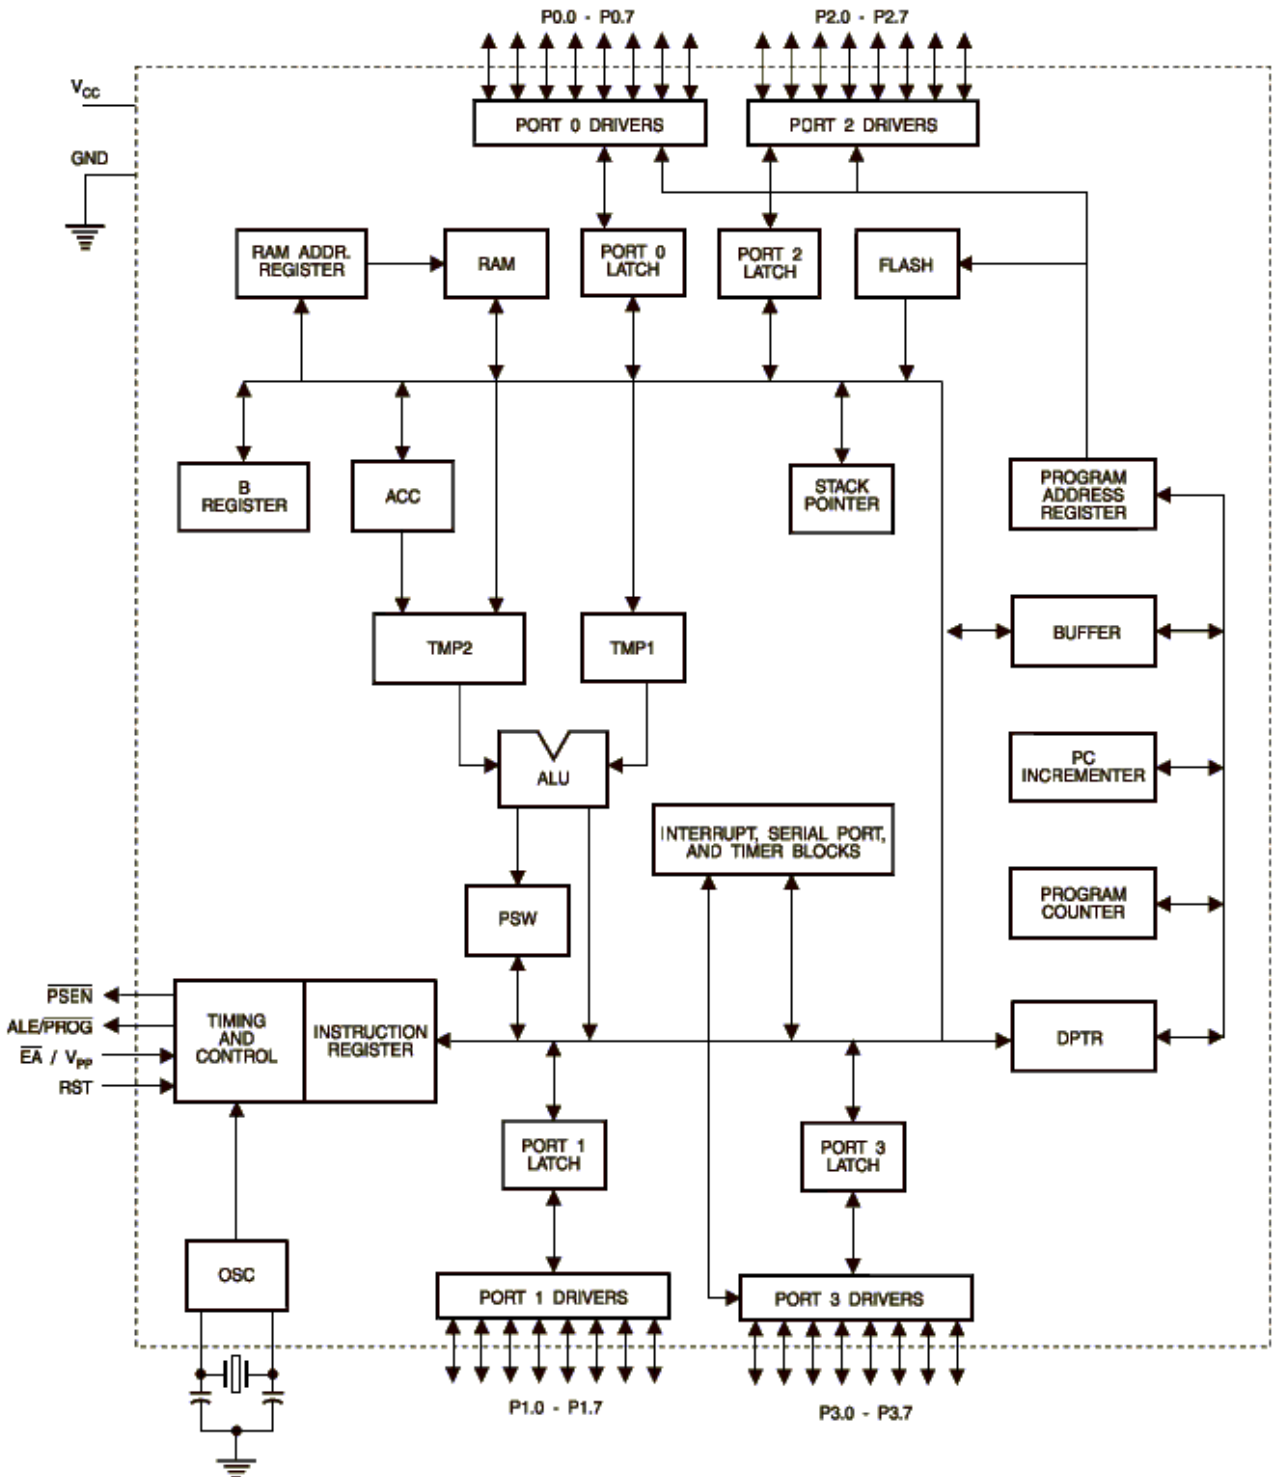 P0.0 - P0.7
P2.0 - P2.7
VCC
GND
PORT 0 DRIVERS
PORT 2 DRIVERS
RAM ADDR.
REGISTER
RAM
PORT 0
LATCH
PORT 2
LATCH
FLASH
B
REGISTER
ACC
STACK
POINTER
PROGRAM
ADDRESS
REGISTER
TMP2
TMP1
BUFFER
ALU
PC
INCREMENTER
INTERRUPT, SERIAL PORT,
AND TIMER BLOCKS
PSW
PROGRAM
COUNTER
PSEN
ALE/PROG
EA / VPP
RST
TIMING
AND
CONTROL
INSTRUCTION
REGISTER
DPTR
PORT 1
LATCH
PORT 3
LATCH
OSC
PORT 1 DRIVERS
PORT 3 DRIVERS
P1.0 - P1.7
P3.0 - P3.7